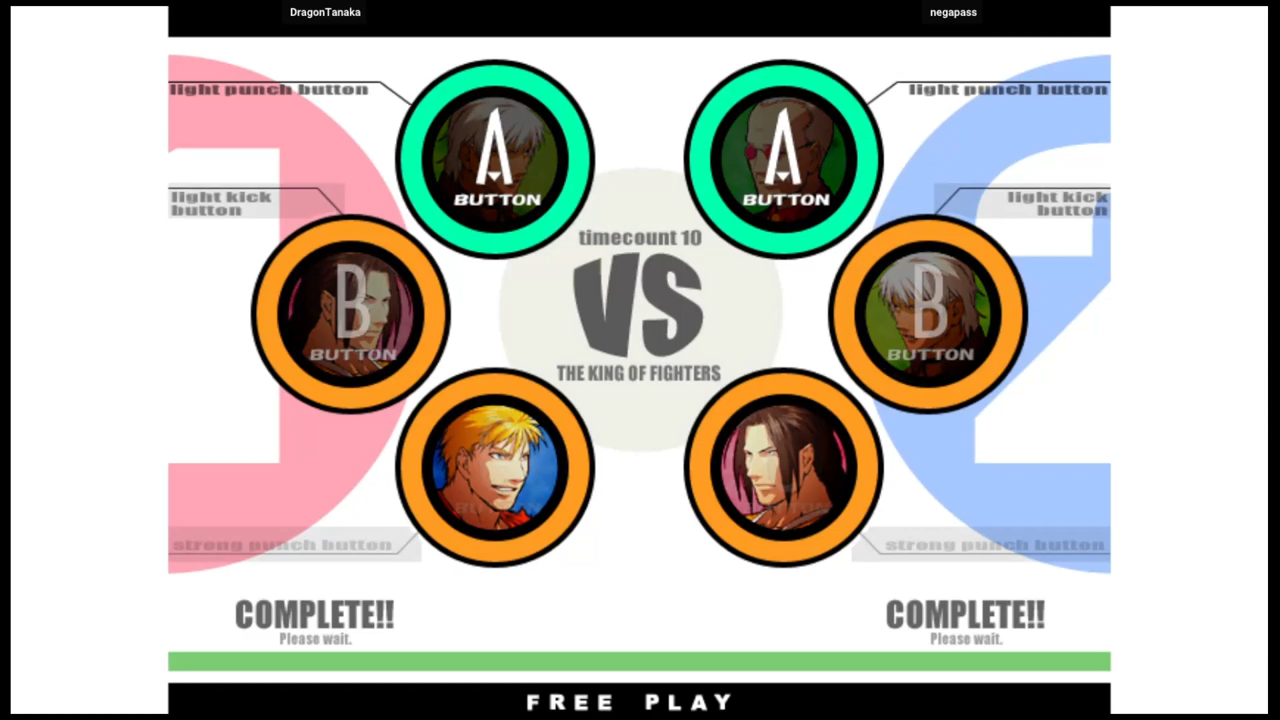 DragonTanaka
negapass
light punch button
light punch button
A
BUTTON
A
BUTTON
light kick
button
light kick
button
timecount 10
VS
THE KING OF FIGHTERS
B
BUTTON
B
BUTTON
1
2
strong punch button
strong punch button
COMPLETE!!
Please wait.
COMPLETE!!
Please wait.
FREE PLAY